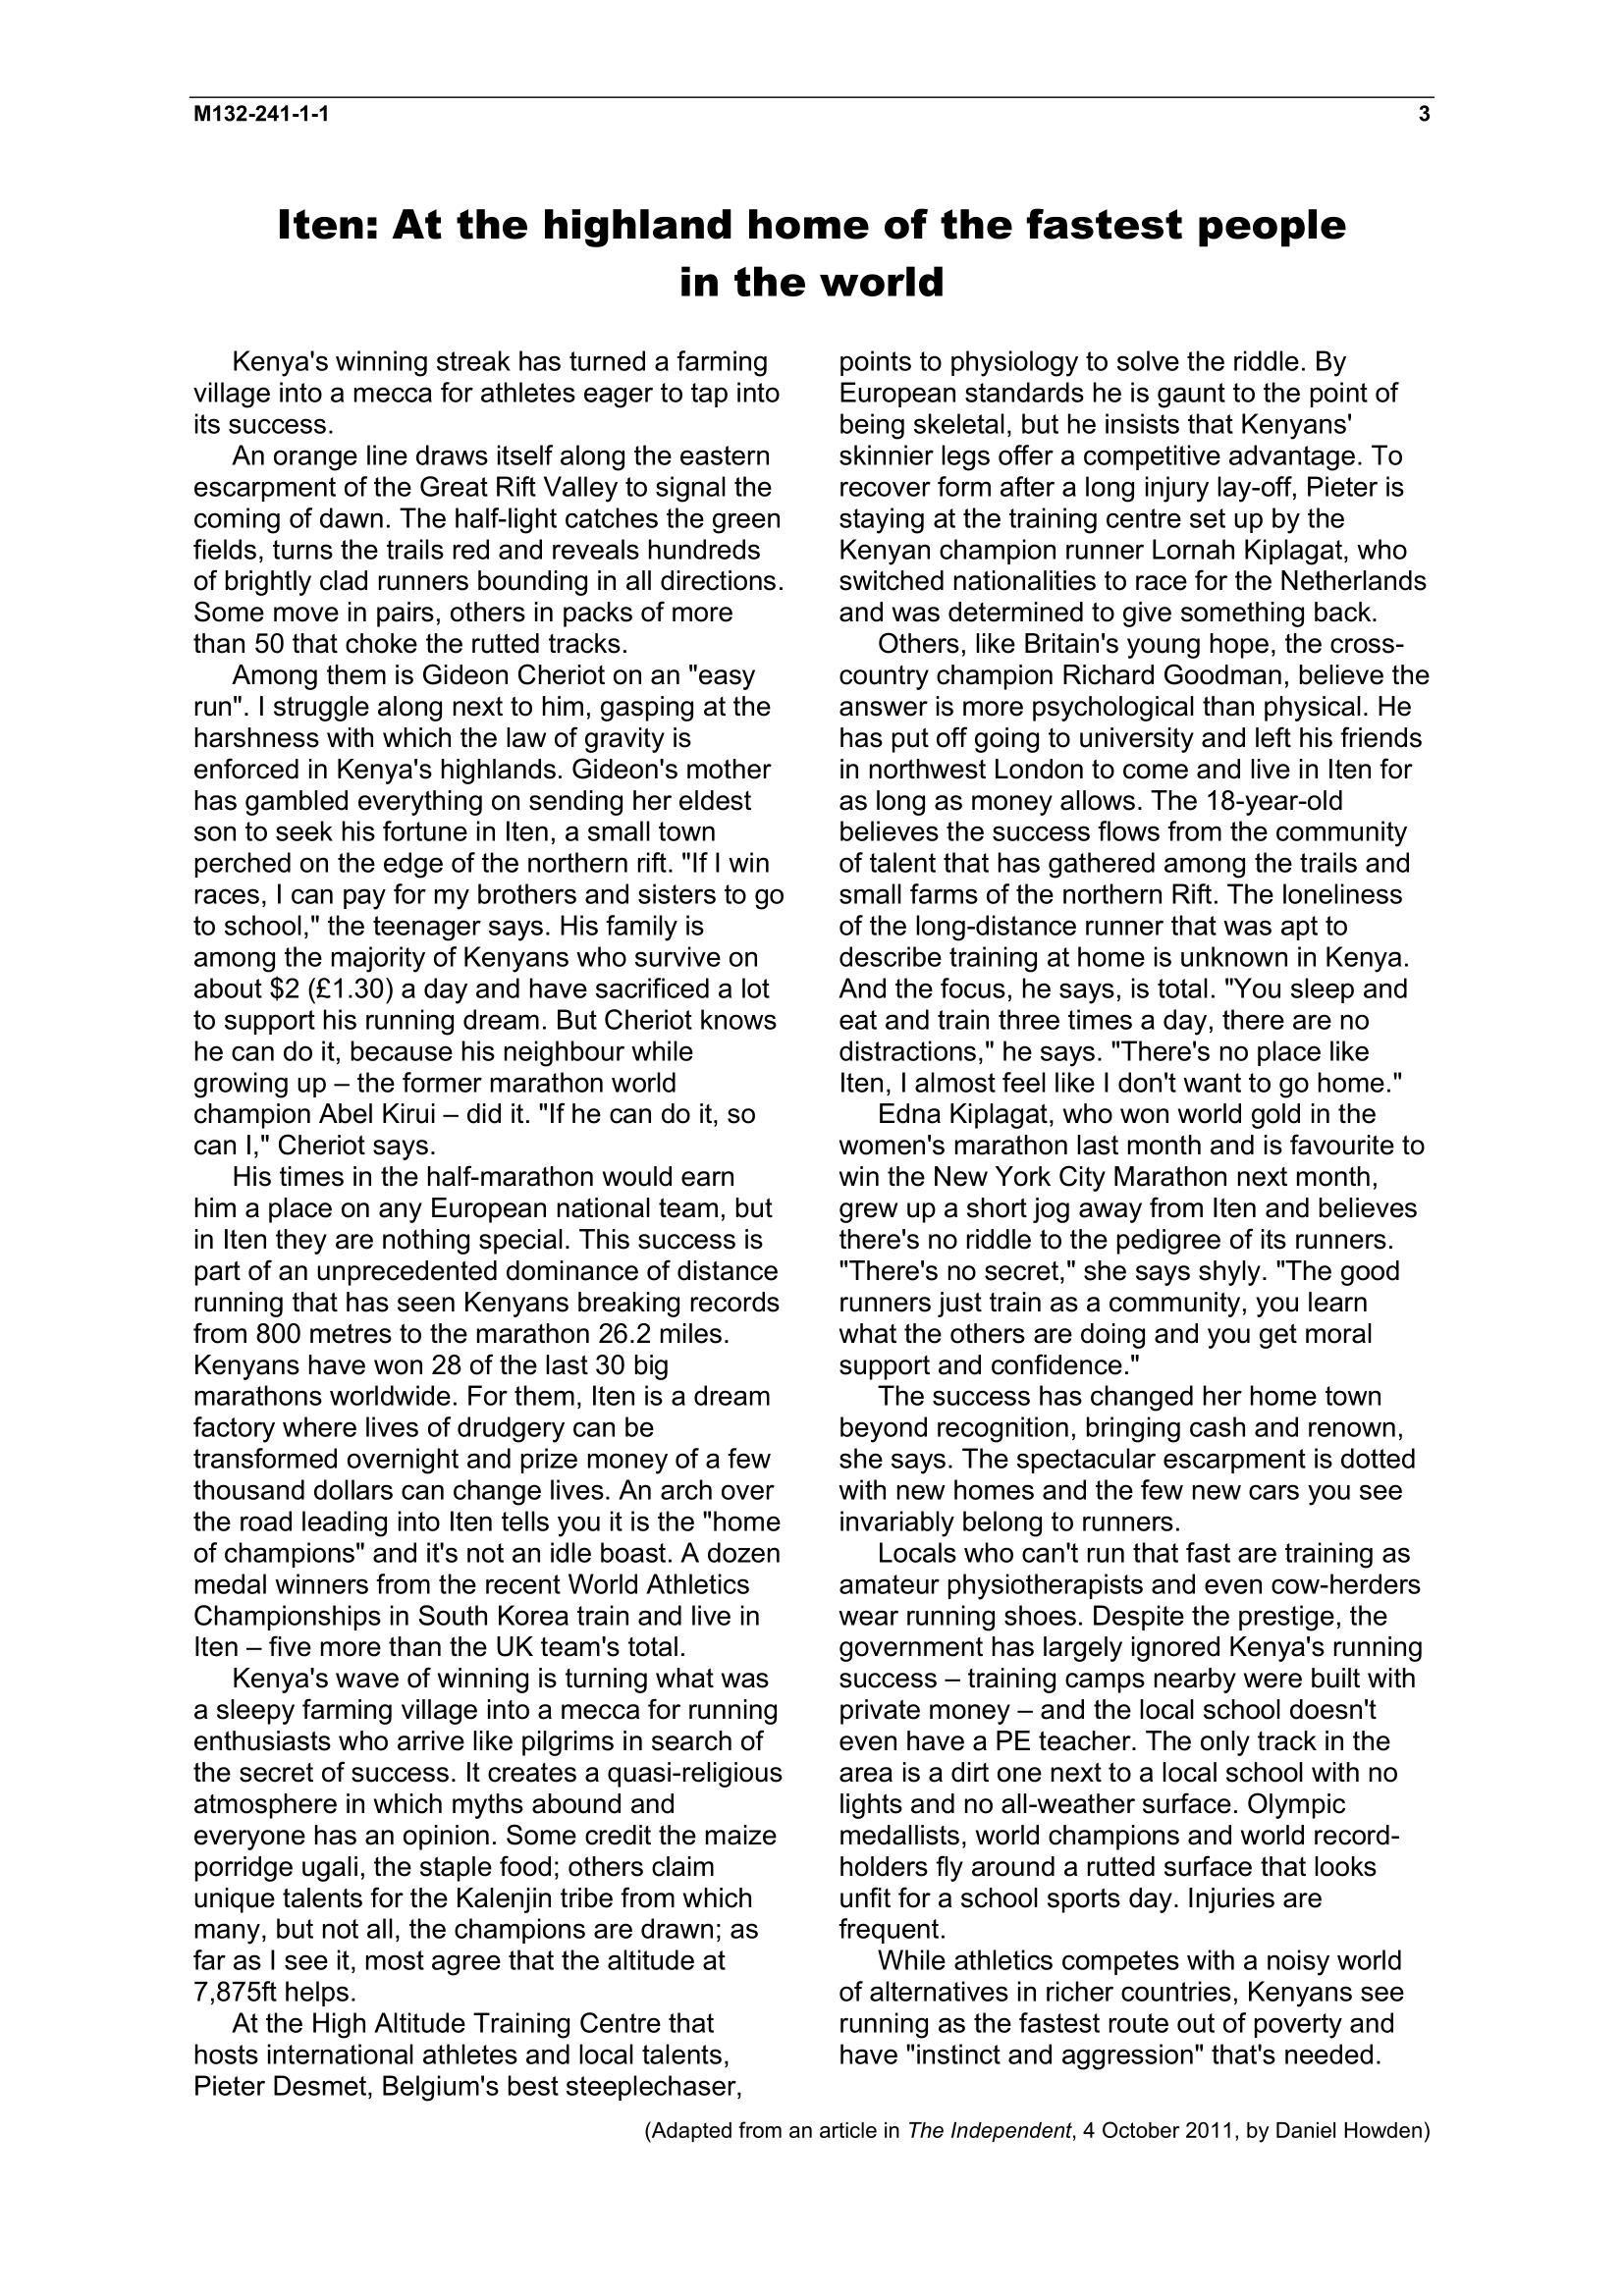 M132-241-1-1 3
Iten: At the highland home of the fastest people
in the world
Kenya's winning streak has turned a farming
village into a mecca for athletes eager to tap into
its success.
An orange line draws itself along the eastern
escarpment of the Great Rift Valley to signal the
coming of dawn. The half-light catches the green
fields, turns the trails red and reveals hundreds
of brightly clad runners bounding in all directions.
Some move in pairs, others in packs of more
than 50 that choke the rutted tracks.
Among them is Gideon Cheriot on an "easy
run". I struggle along next to him, gasping at the
harshness with which the law of gravity is
enforced in Kenya's highlands. Gideon's mother
has gambled everything on sending her eldest
son to seek his fortune in Iten, a small town
perched on the edge of the northern rift. "If I win
races, I can pay for my brothers and sisters to go
to school," the teenager says. His family is
among the majority of Kenyans who survive on
about $2 (£1.30) a day and have sacrificed a lot
to support his running dream. But Cheriot knows
he can do it, because his neighbour while
growing up – the former marathon world
champion Abel Kirui – did it. "If he can do it, so
can I," Cheriot says.
His times in the half-marathon would earn
him a place on any European national team, but
in Iten they are nothing special. This success is
part of an unprecedented dominance of distance
running that has seen Kenyans breaking records
from 800 metres to the marathon 26.2 miles.
Kenyans have won 28 of the last 30 big
marathons worldwide. For them, Iten is a dream
factory where lives of drudgery can be
transformed overnight and prize money of a few
thousand dollars can change lives. An arch over
the road leading into Iten tells you it is the "home
of champions" and it's not an idle boast. A dozen
medal winners from the recent World Athletics
Championships in South Korea train and live in
Iten – five more than the UK team's total.
Kenya's wave of winning is turning what was
a sleepy farming village into a mecca for running
enthusiasts who arrive like pilgrims in search of
the secret of success. It creates a quasi-religious
atmosphere in which myths abound and
everyone has an opinion. Some credit the maize
porridge ugali, the staple food; others claim
unique talents for the Kalenjin tribe from which
many, but not all, the champions are drawn; as
far as I see it, most agree that the altitude at
7,875ft helps.
At the High Altitude Training Centre that
hosts international athletes and local talents,
Pieter Desmet, Belgium's best steeplechaser,
points to physiology to solve the riddle. By
European standards he is gaunt to the point of
being skeletal, but he insists that Kenyans'
skinnier legs offer a competitive advantage. To
recover form after a long injury lay-off, Pieter is
staying at the training centre set up by the
Kenyan champion runner Lornah Kiplagat, who
switched nationalities to race for the Netherlands
and was determined to give something back.
Others, like Britain's young hope, the cross-
country champion Richard Goodman, believe the
answer is more psychological than physical. He
has put off going to university and left his friends
in northwest London to come and live in Iten for
as long as money allows. The 18-year-old
believes the success flows from the community
of talent that has gathered among the trails and
small farms of the northern Rift. The loneliness
of the long-distance runner that was apt to
describe training at home is unknown in Kenya.
And the focus, he says, is total. "You sleep and
eat and train three times a day, there are no
distractions," he says. "There's no place like
Iten, I almost feel like I don't want to go home."
Edna Kiplagat, who won world gold in the
women's marathon last month and is favourite to
win the New York City Marathon next month,
grew up a short jog away from Iten and believes
there's no riddle to the pedigree of its runners.
"There's no secret," she says shyly. "The good
runners just train as a community, you learn
what the others are doing and you get moral
support and confidence."
The success has changed her home town
beyond recognition, bringing cash and renown,
she says. The spectacular escarpment is dotted
with new homes and the few new cars you see
invariably belong to runners.
Locals who can't run that fast are training as
amateur physiotherapists and even cow-herders
wear running shoes. Despite the prestige, the
government has largely ignored Kenya's running
success – training camps nearby were built with
private money – and the local school doesn't
even have a PE teacher. The only track in the
area is a dirt one next to a local school with no
lights and no all-weather surface. Olympic
medallists, world champions and world record-
holders fly around a rutted surface that looks
unfit for a school sports day. Injuries are
frequent.
While athletics competes with a noisy world
of alternatives in richer countries, Kenyans see
running as the fastest route out of poverty and
have "instinct and aggression" that's needed.
(Adapted from an article in The Independent, 4 October 2011, by Daniel Howden)